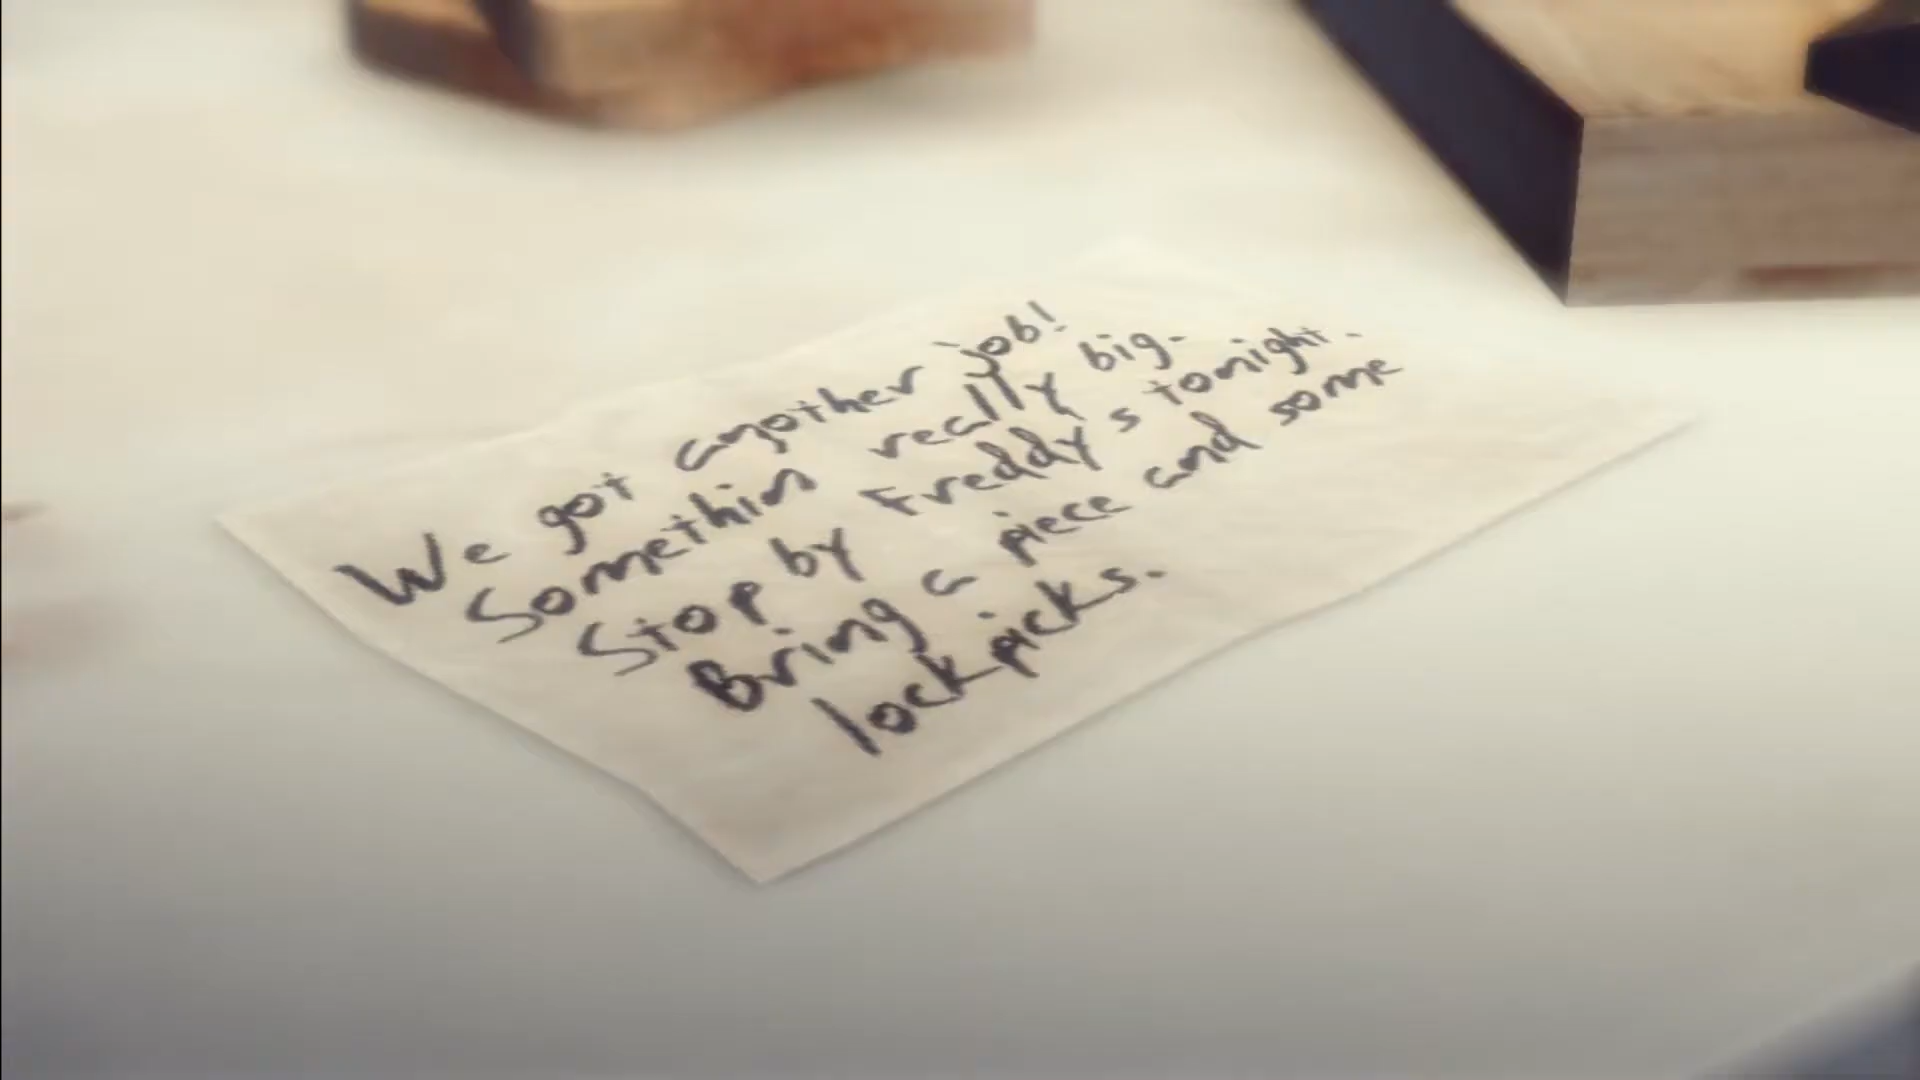 We got another job!
Somethin really big.
Stop by Freddy s tonight.
Bring a piece and some
lockpicks.